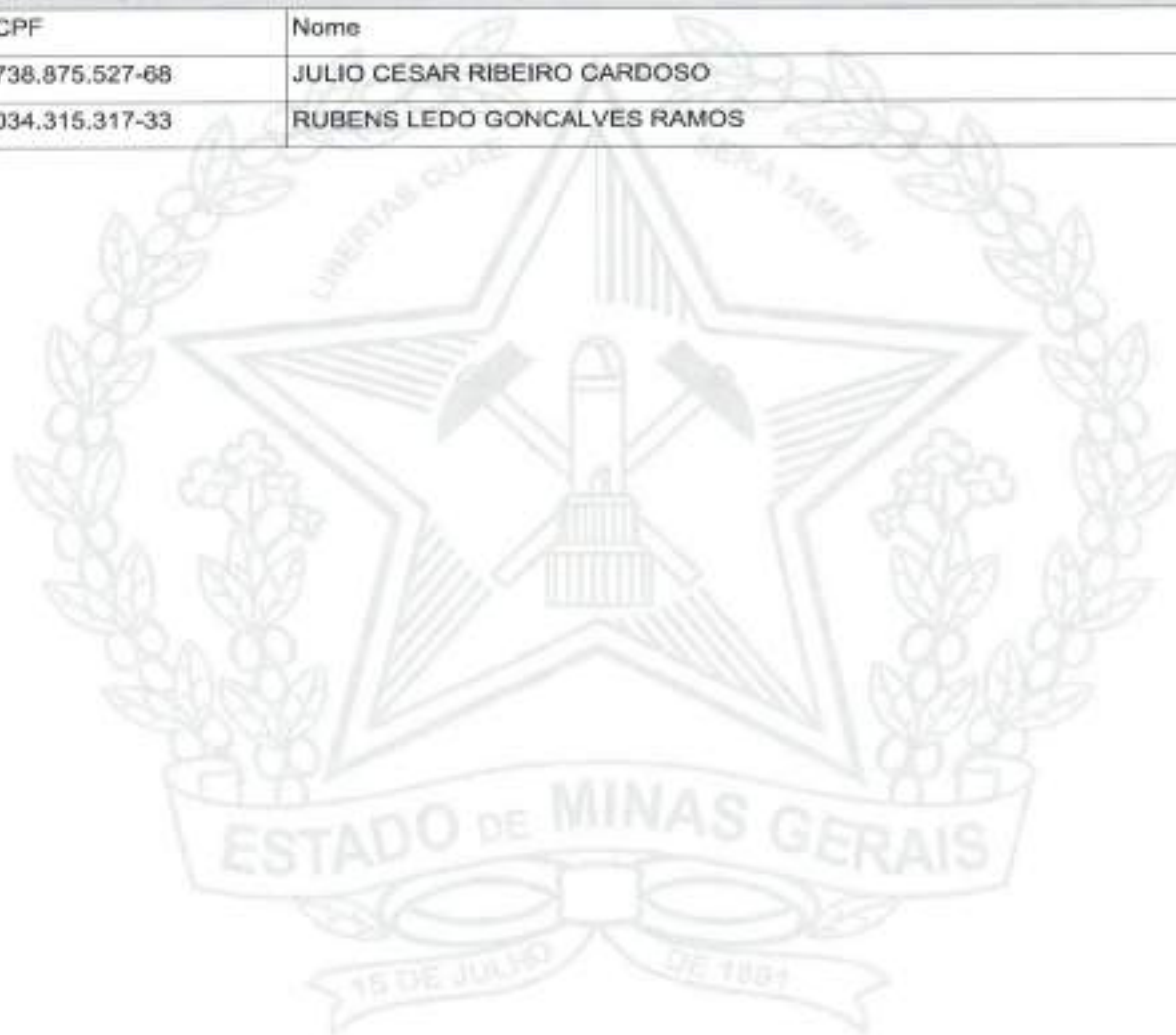 CPF Nome
738.875.527-68 JULIO CESAR RIBEIRO CARDOSO
034.315.317-33 RUBENS LEDO GONCALVES RAMOS
LIBERTAS QUAE SERA TAMEN
ESTADO DE MINAS GERAIS
15 DE JULHO DE 1891